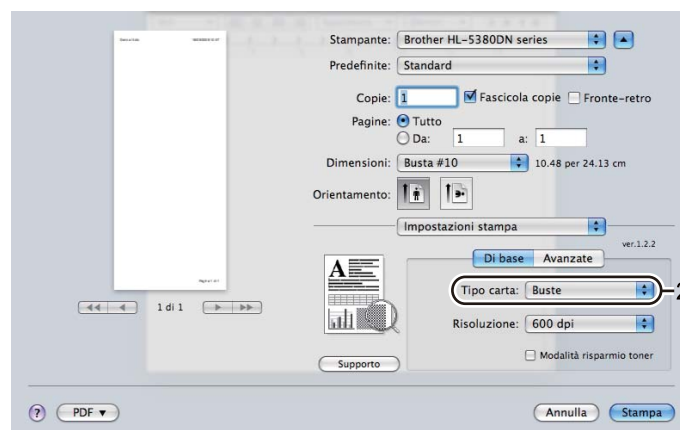 Stampante: Brother HL-5380DN series
Predefinite: Standard
Copie: 1 Fascicola copie Fronte-retro
Pagine: Tutto
Da: 1 a: 1
Dimensioni: Busta #10 10.48 per 24.13 cm
Orientamento:
Impostazioni stampa
ver.1.2.2
Di base Avanzate
Tipo carta: Buste 2
1 di 1
Risoluzione: 600 dpi
Modalità risparmio toner
Supporto
? PDF Annulla Stampa